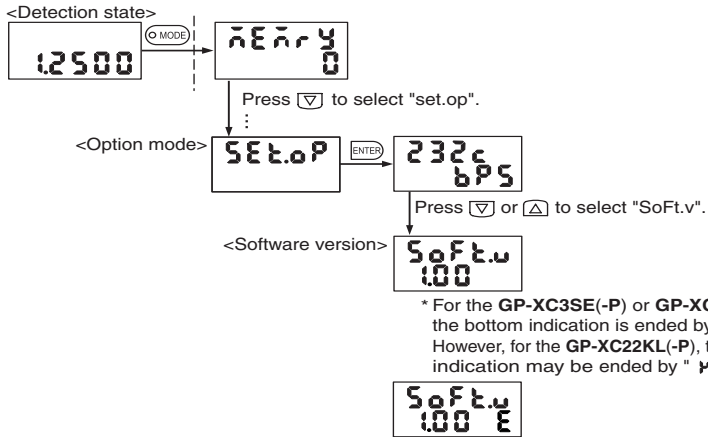 <Detection state>
MODE
1.2500
ñEñrY
0
Press ▽ to select "set.op".
<Option mode>
SEt.oP
ENTER
232c
bPS
Press ▽ or △ to select "SoFt.v".
<Software version>
SoFt.u
1.00
* For the GP-XC3SE(-P) or GP-XC
the bottom indication is ended by
However, for the GP-XC22KL(-P), t
indication may be ended by "
SoFt.u
1.00 E